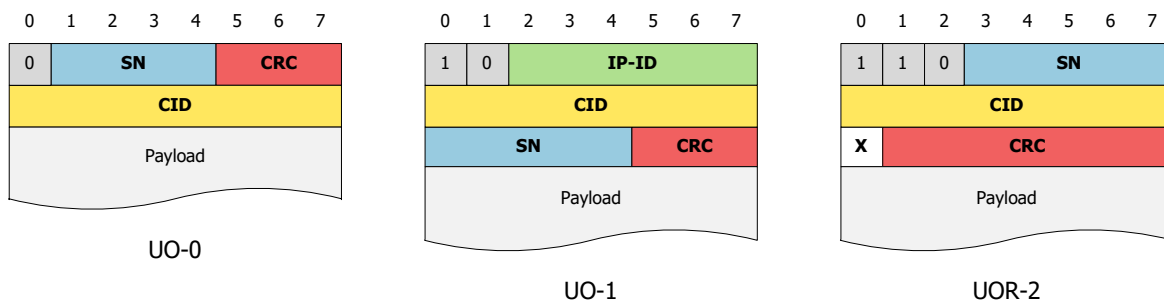 0 1 2 3 4 5 6 7
0 SN CRC
CID
Payload
UO-0
0 1 2 3 4 5 6 7
1 0 IP-ID
CID
SN CRC
Payload
UO-1
0 1 2 3 4 5 6 7
1 1 0 SN
CID
X CRC
Payload
UOR-2